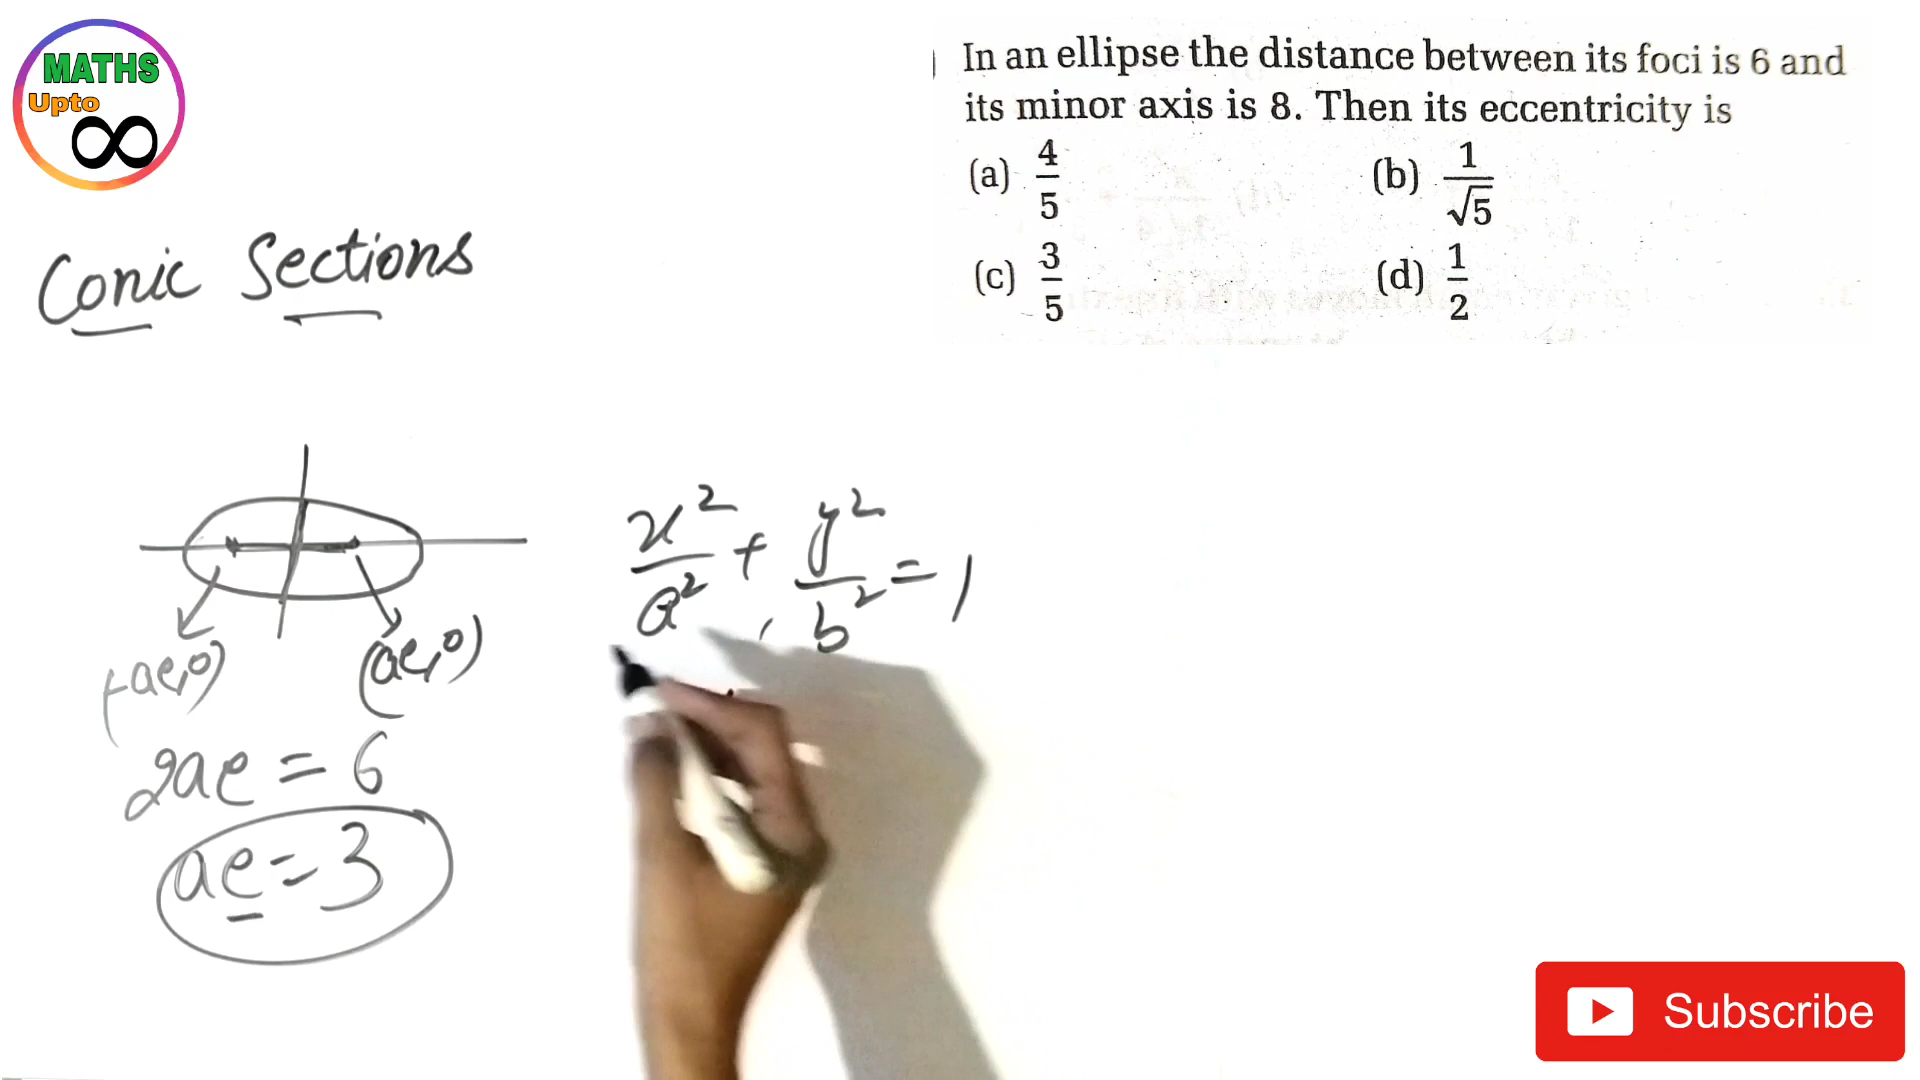 MATHS
Upto
∞
In an ellipse the distance between its foci is 6 and
its minor axis is 8. Then its eccentricity is
(a) 4/5 (b) 1/√5
(c) 3/5 (d) 1/2
Conic Sections
x²/a² + y²/b² = 1
(-ae,0) (ae,0)
2ae = 6
ae = 3
Subscribe